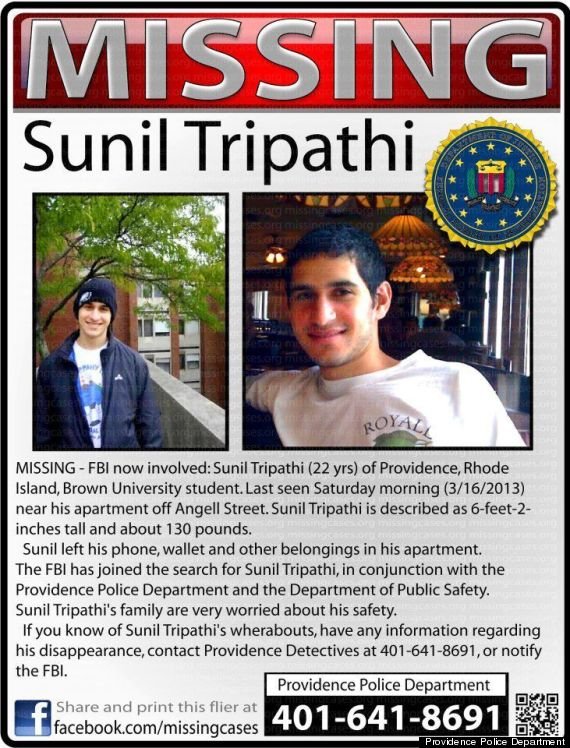 MISSING
Sunil Tripathi
ROYALL
MISSING - FBI now involved: Sunil Tripathi (22 yrs) of Providence, Rhode
Island, Brown University student. Last seen Saturday morning (3/16/2013)
near his apartment off Angell Street. Sunil Tripathi is described as 6-feet-2-
inches tall and about 130 pounds.
Sunil left his phone, wallet and other belongings in his apartment.
The FBI has joined the search for Sunil Tripathi, in conjunction with the
Providence Police Department and the Department of Public Safety.
Sunil Tripathi's family are very worried about his safety.
If you know of Sunil Tripathi's wherabouts, have any information regarding
his disappearance, contact Providence Detectives at 401-641-8691, or notify
the FBI.
Providence Police Department
401-641-8691
Share and print this flier at
facebook.com/missingcases
Providence Police Department